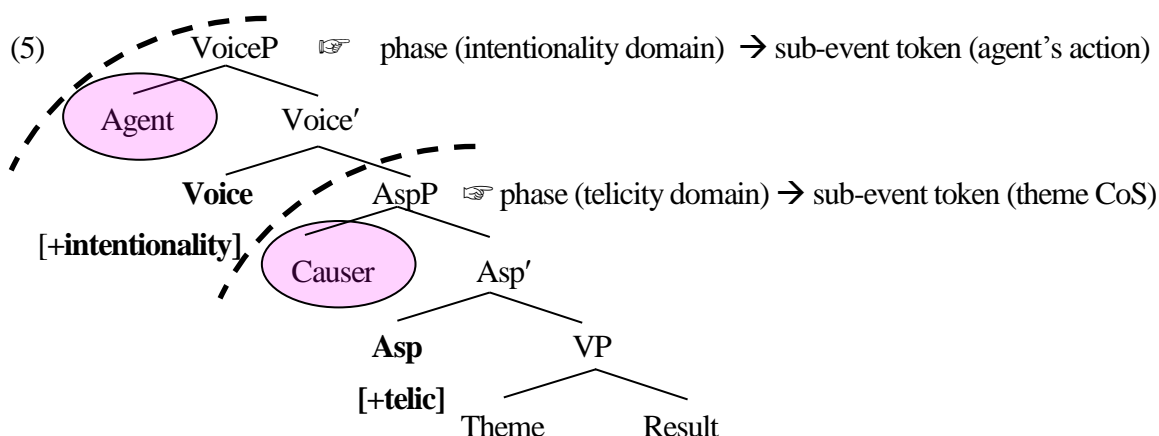 (5) VoiceP ☞ phase (intentionality domain) → sub-event token (agent’s action)
Agent Voice′
Voice AspP ☞ phase (telicity domain) → sub-event token (theme CoS)
[+intentionality]
Causer Asp′
Asp VP
[+telic]
Theme Result